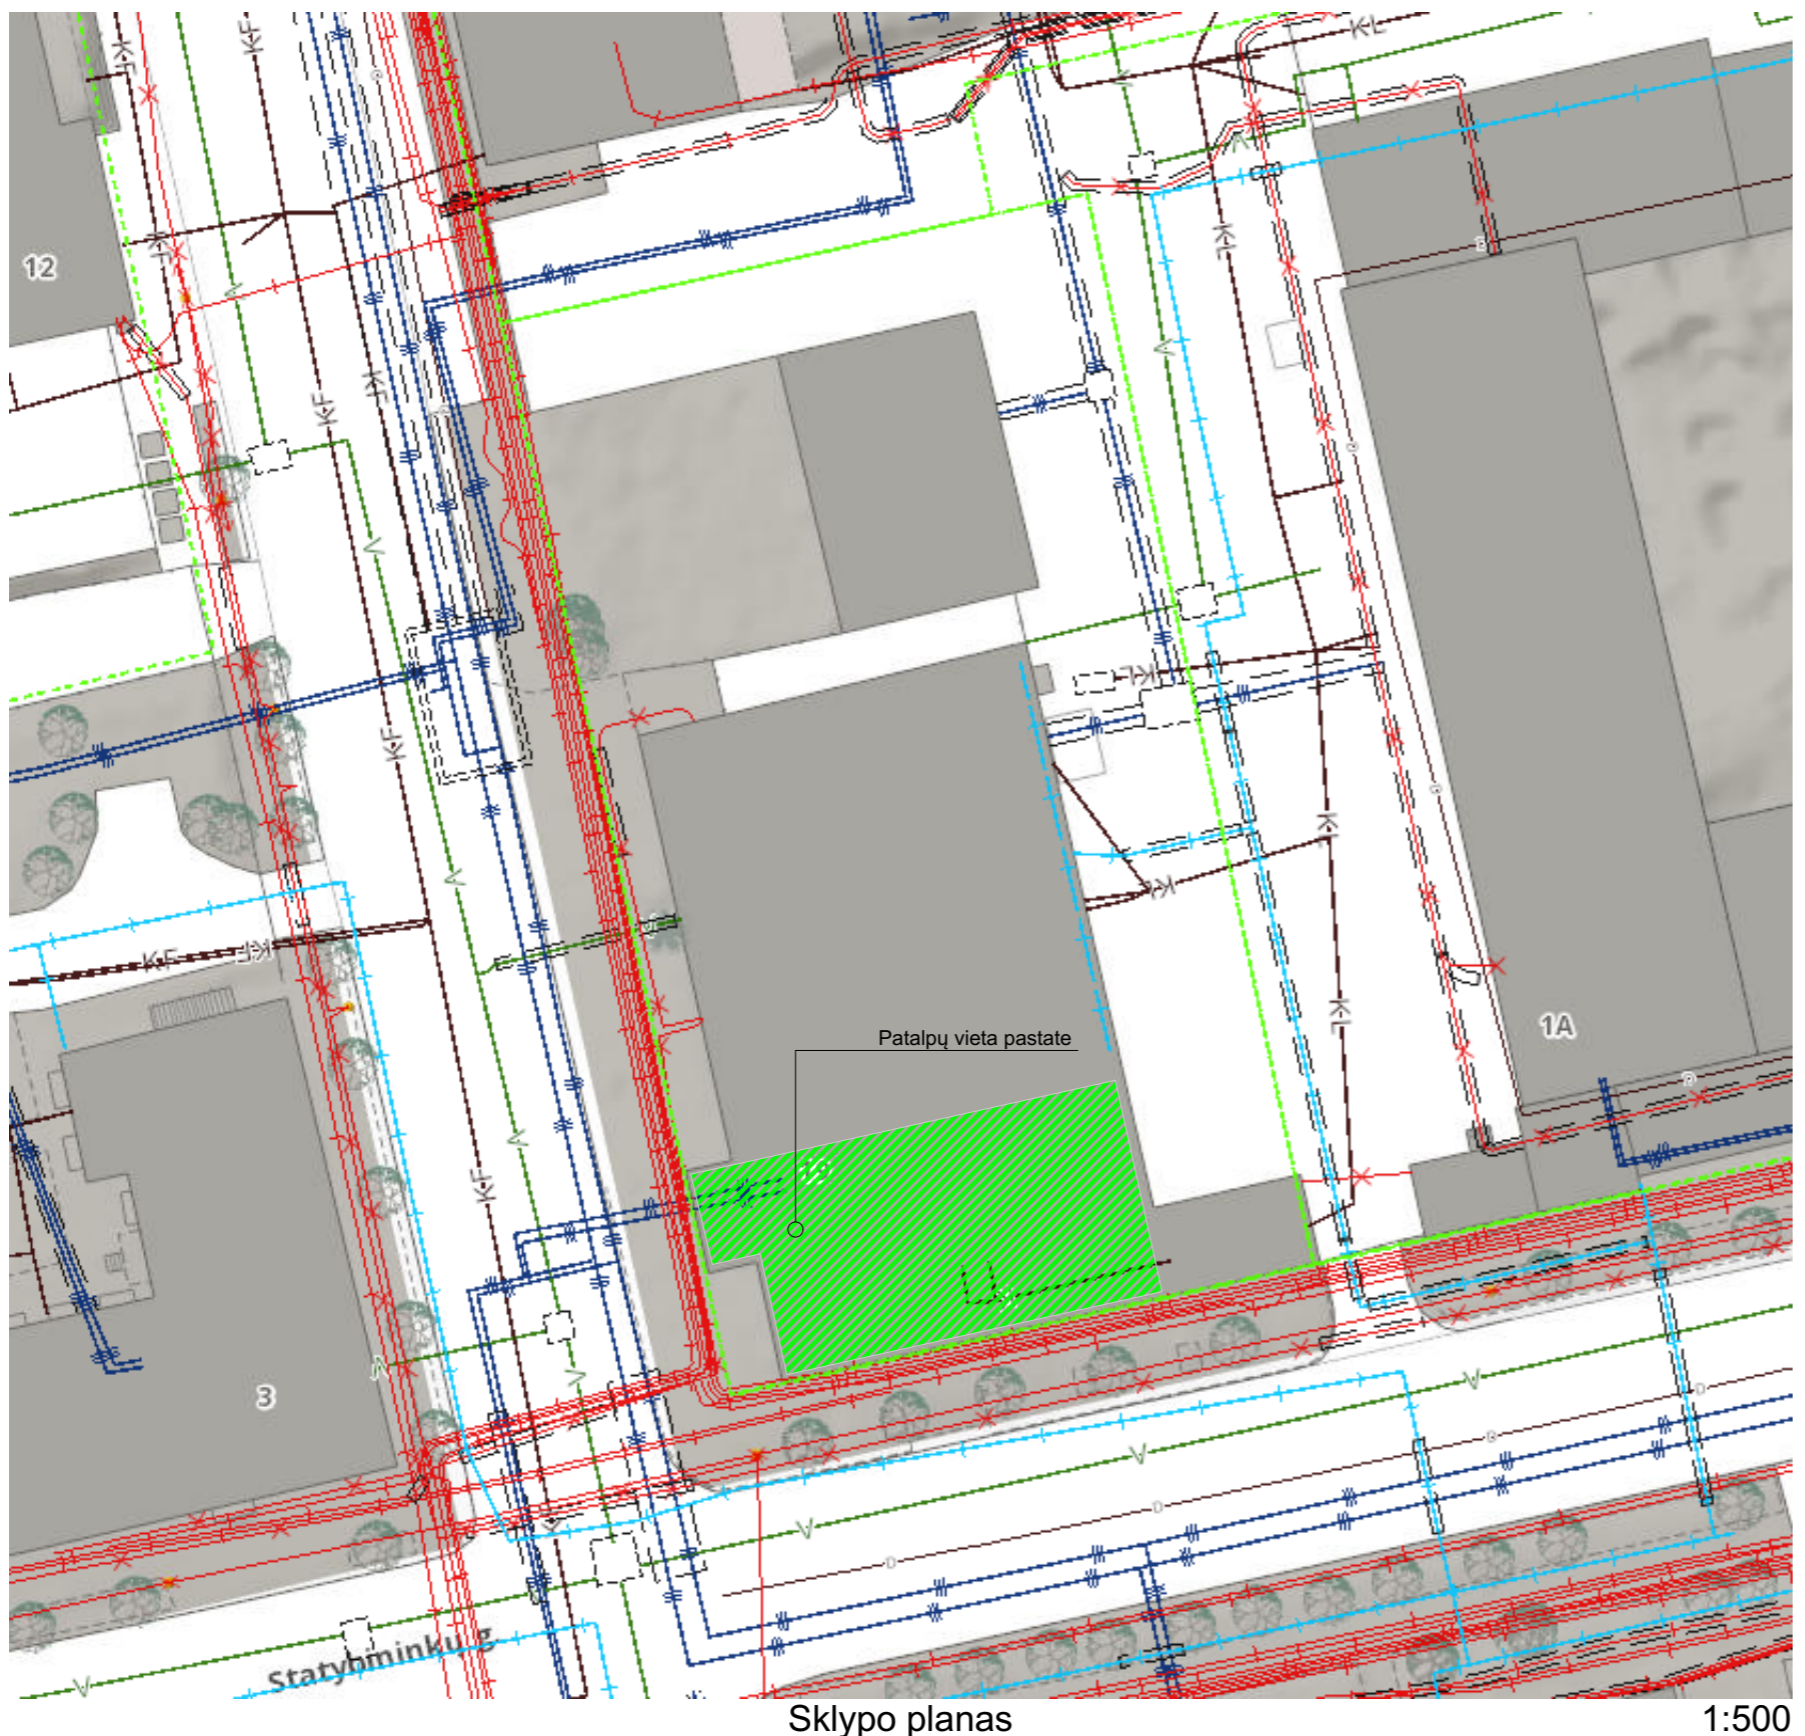 K-F
K-F
K-L
V
V
K-L
12
K-F
V
K-L
V
K-F
K-F
V
K-L
K-F
K-L
V
K-L
K-F
K-F
K-L
1A
Patalpų vieta pastate
V
K-F
3
V
V
V
V
V
Statybininkų g
V
Sklypo planas
1:500